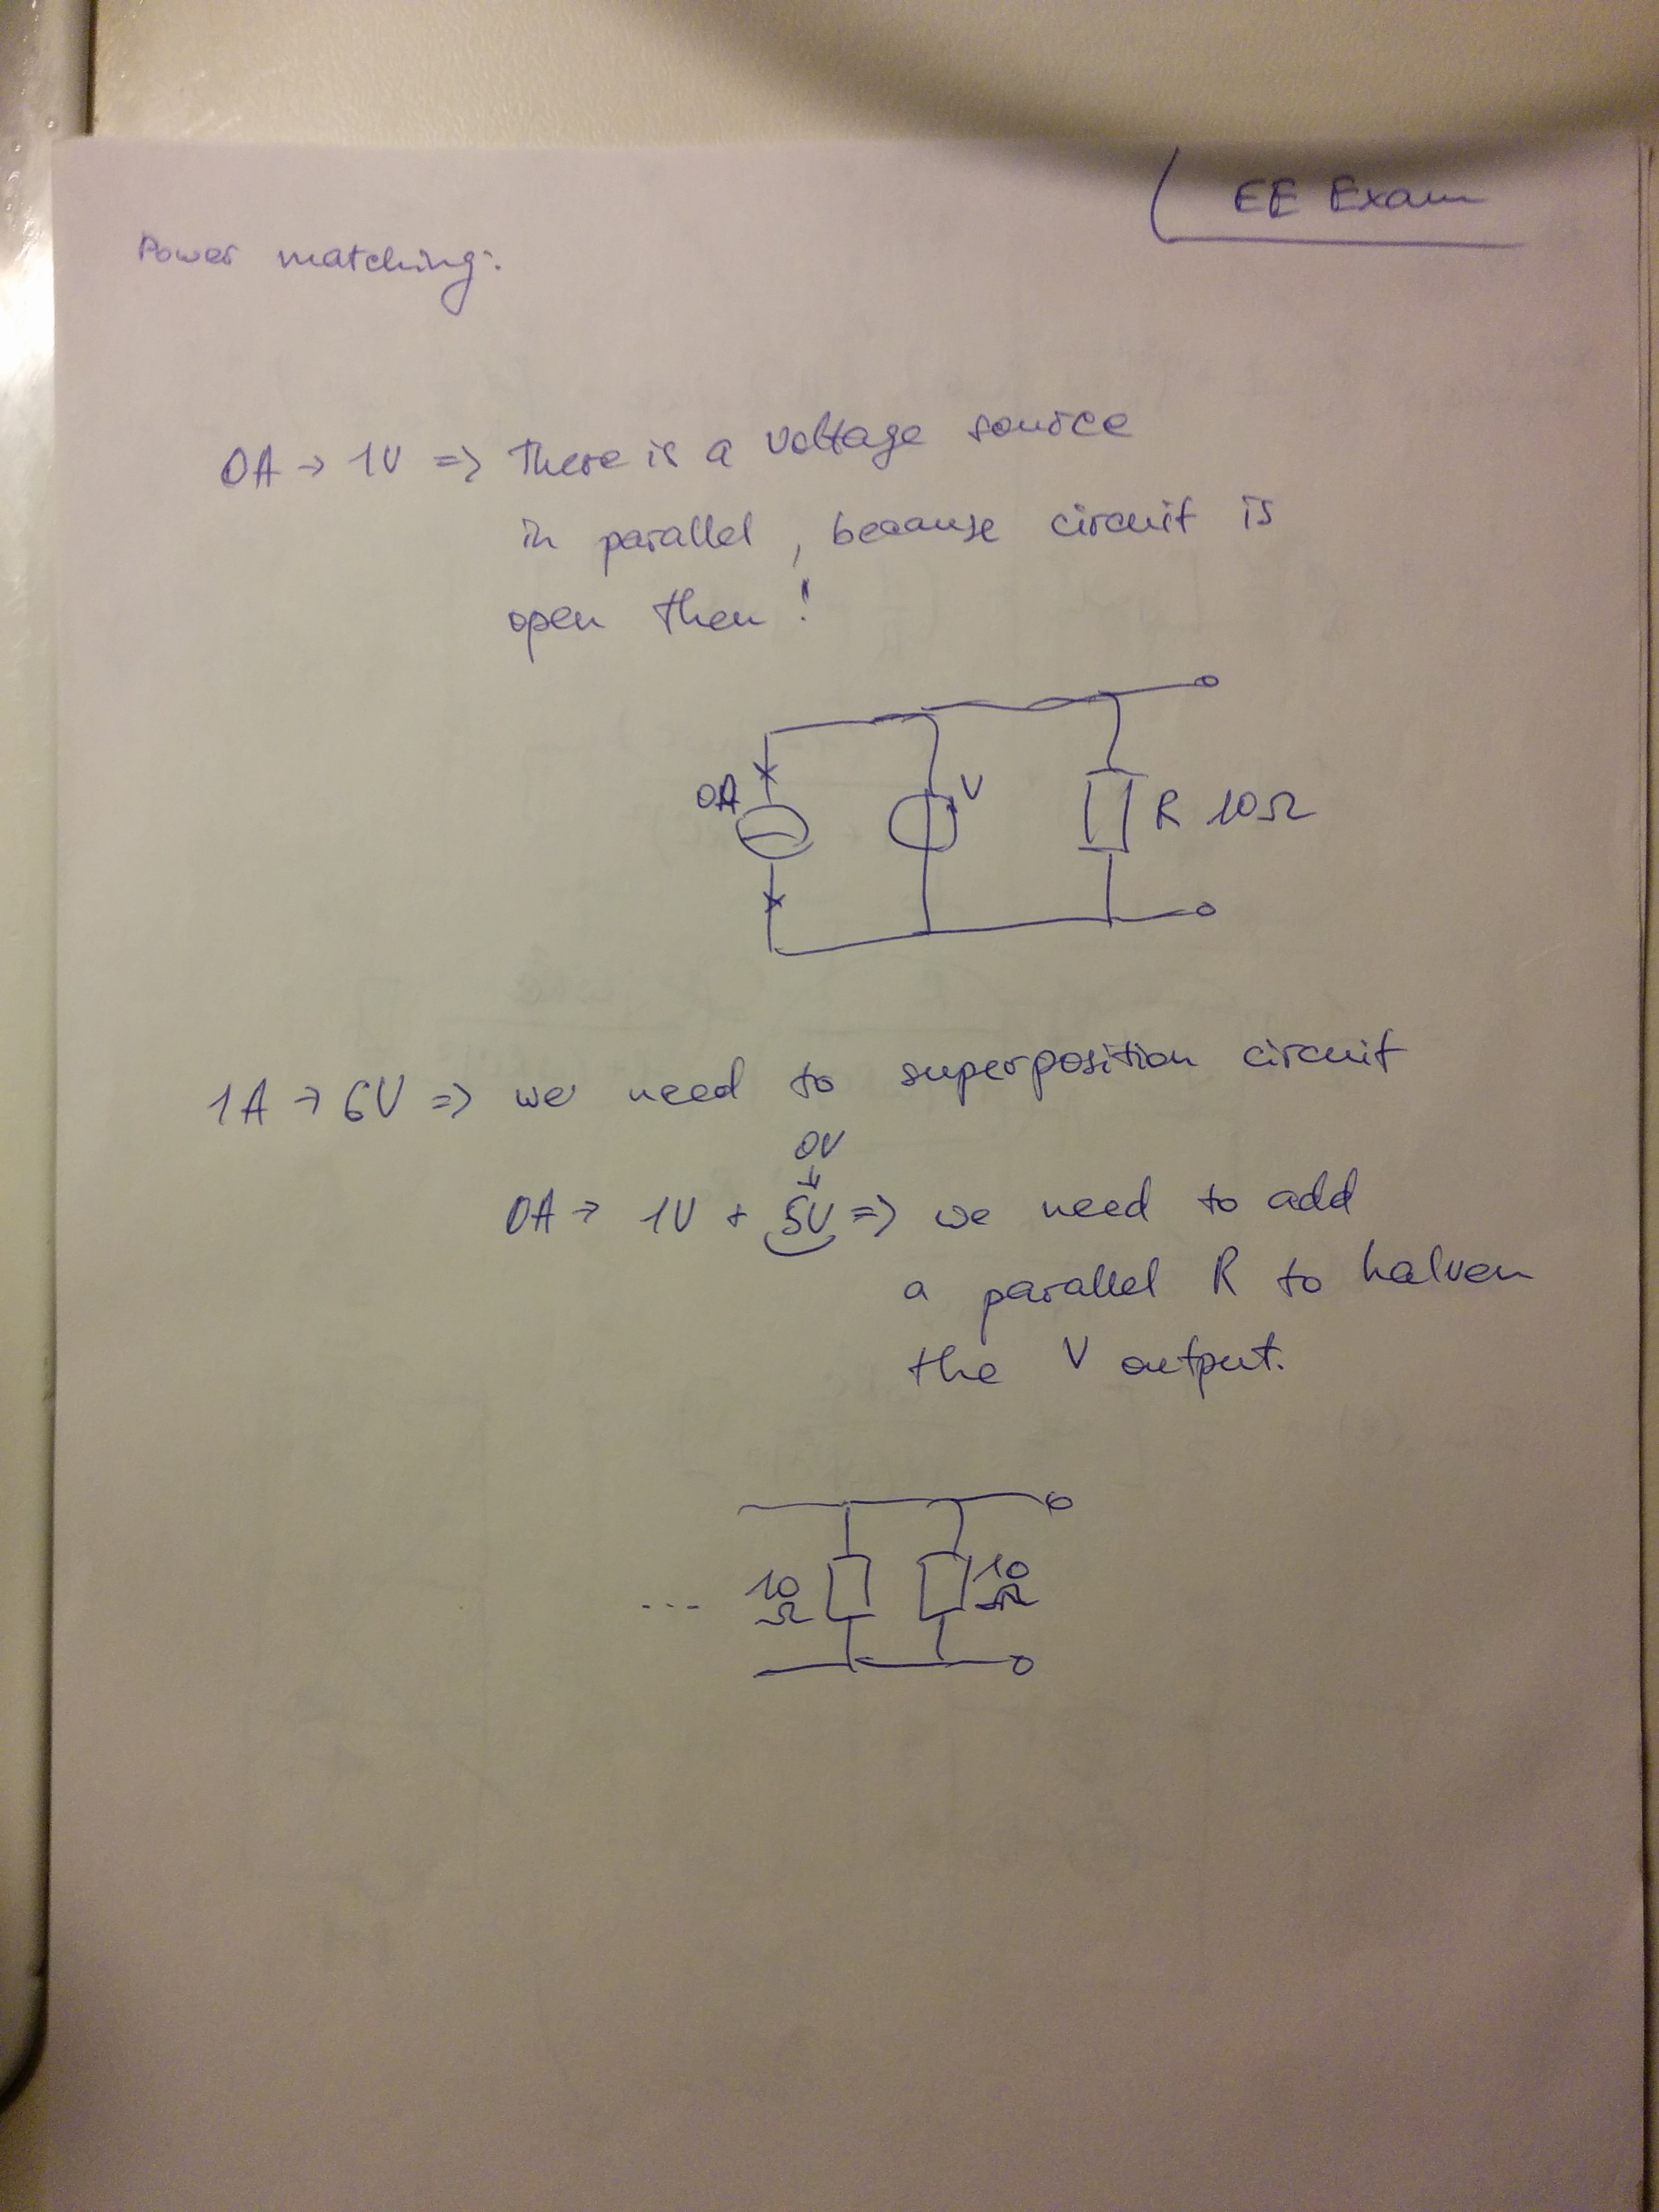 EE Exam
Power matching:
0A → 1V => There is a voltage source
in parallel, because circuit is
open then!
0A
V
R 10Ω
1A → 6V => we need to superposition circuit
0V
↓
0A → 1V + 5V => we need to add
a parallel R to halven
the V output.
... 10 Ω 10 Ω